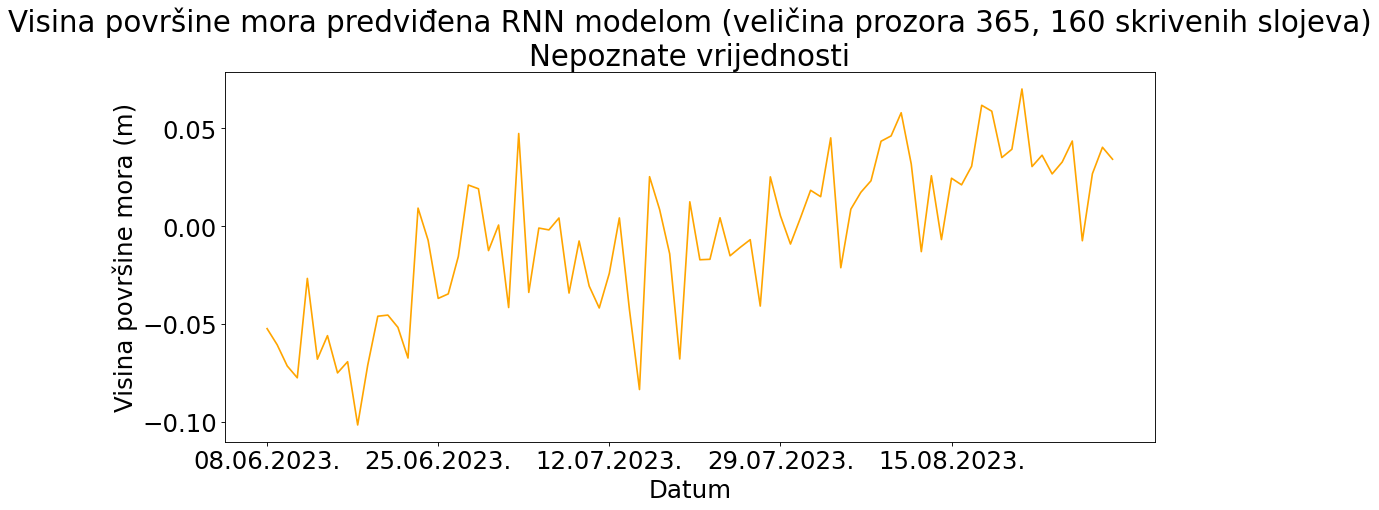 Visina površine mora predviđena RNN modelom (veličina prozora 365, 160 skrivenih slojeva)
Nepoznate vrijednosti
Visina površine mora (m)
0.05
0.00
−0.05
−0.10
08.06.2023. 25.06.2023. 12.07.2023. 29.07.2023. 15.08.2023.
Datum